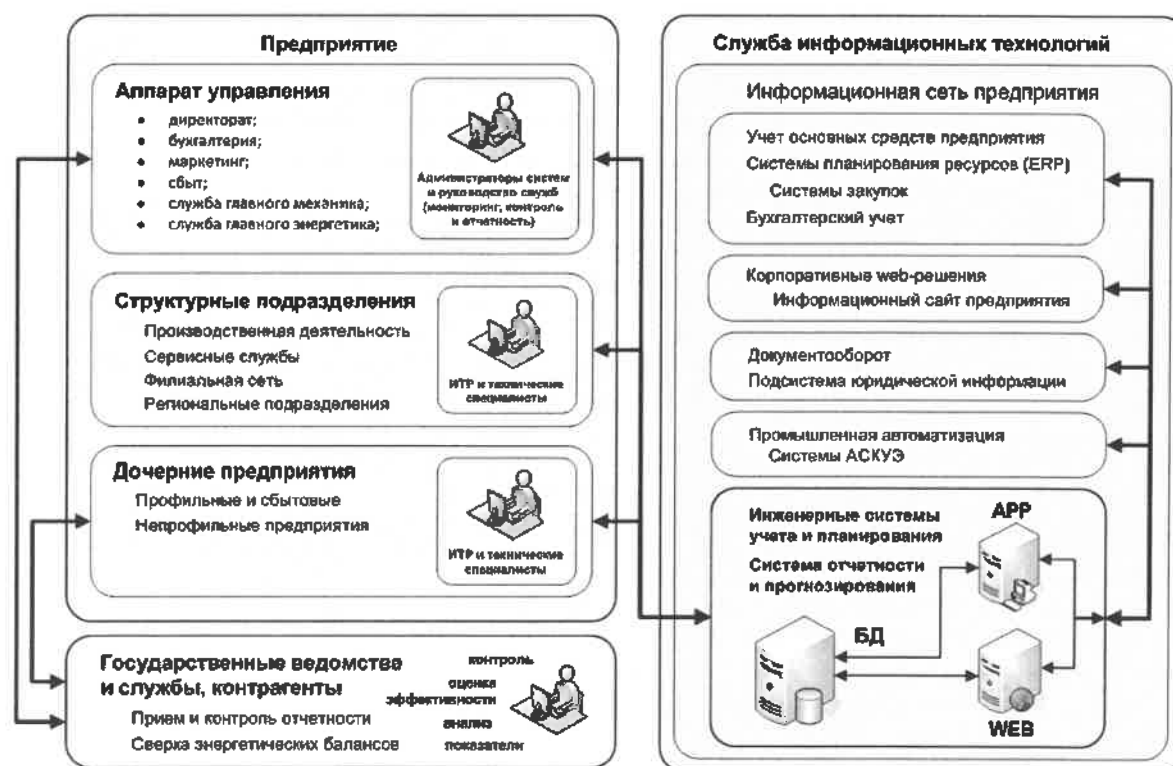 Предприятие
Аппарат управления
директорат;
бухгалтерия;
маркетинг;
сбыт;
служба главного механика;
служба главного энергетика;
Администраторы систем
и руководство служб
(мониторинг, контроль
и отчетность)
Структурные подразделения
Производственная деятельность
Сервисные службы
Филиальная сеть
Региональные подразделения
ИТР и технические
специалисты
Дочерние предприятия
Профильные и сбытовые
Непрофильные предприятия
ИТР и технические
специалисты
Государственные ведомства
и службы, контрагенты
Прием и контроль отчетности
Сверка энергетических балансов
контроль
оценка
эффективности
анализ
показатели
Служба информационных технологий
Информационная сеть предприятия
Учет основных средств предприятия
Системы планирования ресурсов (ERP)
Системы закупок
Бухгалтерский учет
Корпоративные web-решения
Информационный сайт предприятия
Документооборот
Подсистема юридической информации
Промышленная автоматизация
Системы АСКУЭ
Инженерные системы
учета и планирования
Система отчетности
и прогнозирования
APP
БД
WEB